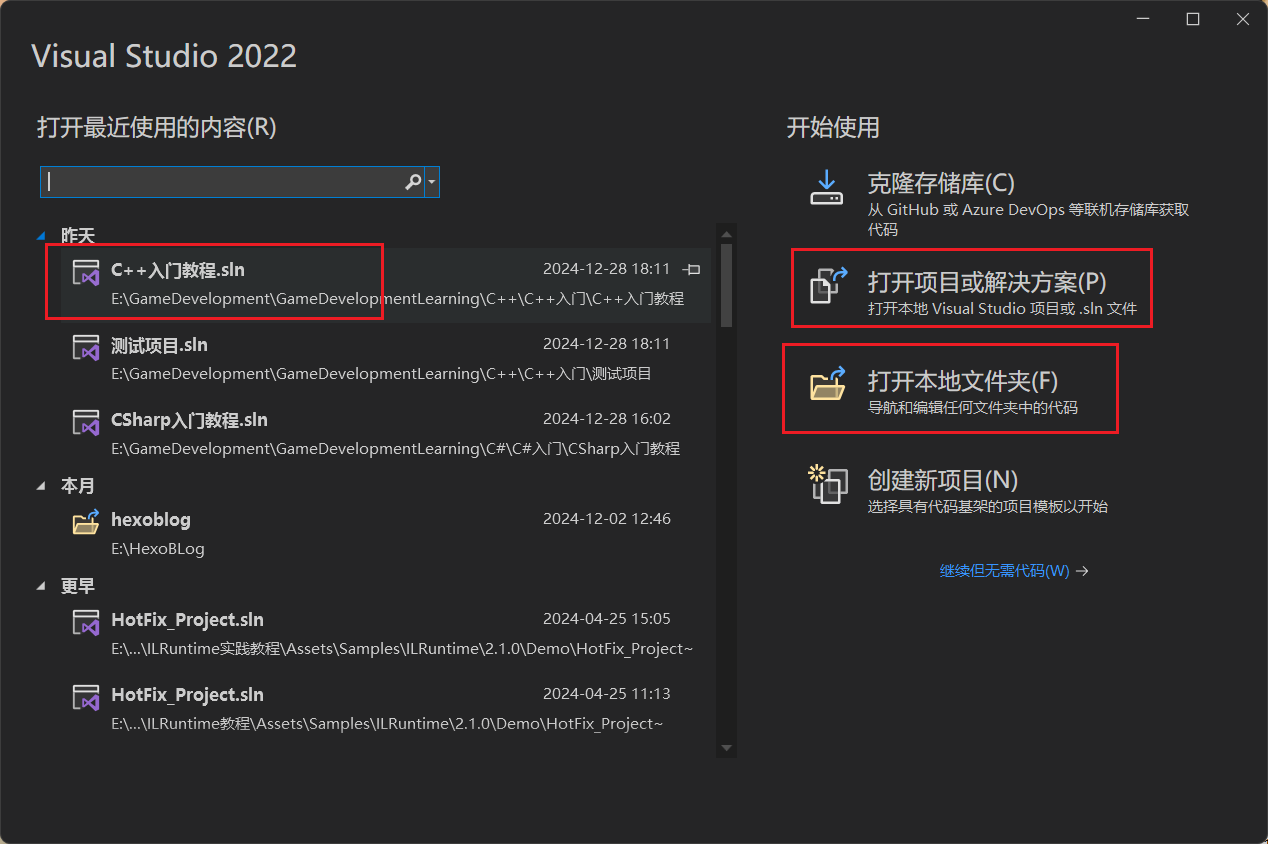 Visual Studio 2022
打开最近使用的内容(R)
昨天
C++入门教程.sln 2024-12-28 18:11
E:\GameDevelopment\GameDevelopmentLearning\C++\C++入门\C++入门教程
测试项目.sln 2024-12-28 18:11
E:\GameDevelopment\GameDevelopmentLearning\C++\C++入门\测试项目
CSharp入门教程.sln 2024-12-28 16:02
E:\GameDevelopment\GameDevelopmentLearning\C#\C#入门\CSharp入门教程
本月
hexoblog 2024-12-02 12:46
E:\HexoBLog
更早
HotFix_Project.sln 2024-04-25 15:05
E:\...\ILRuntime实践教程\Assets\Samples\ILRuntime\2.1.0\Demo\HotFix_Project~
HotFix_Project.sln 2024-04-25 11:13
E:\...\ILRuntime教程\Assets\Samples\ILRuntime\2.1.0\Demo\HotFix_Project~
开始使用
克隆存储库(C)
从 GitHub 或 Azure DevOps 等联机存储库获取
代码
打开项目或解决方案(P)
打开本地 Visual Studio 项目或 .sln 文件
打开本地文件夹(F)
导航和编辑任何文件夹中的代码
创建新项目(N)
选择具有代码基架的项目模板以开始
继续但无需代码(W) →